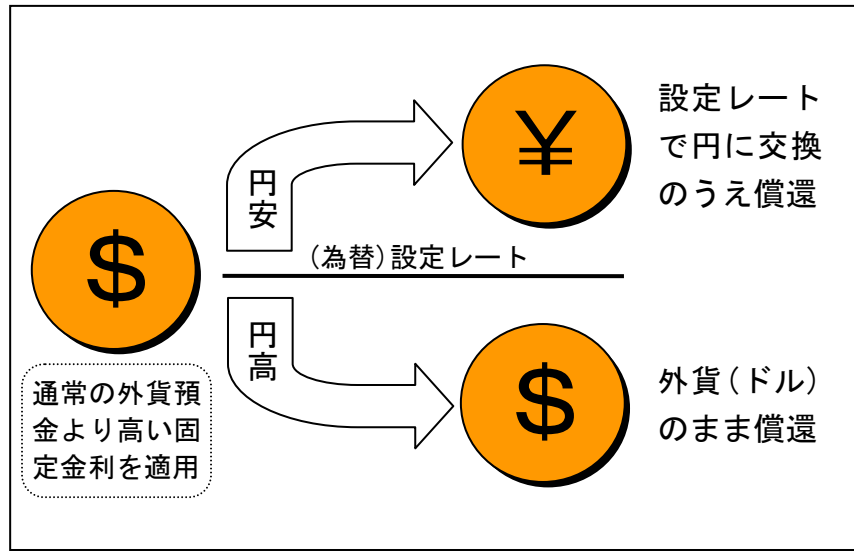 $
通常の外貨預
金より高い固
定金利を適用
円安
¥
設定レート
で円に交換
のうえ償還
(為替)設定レート
円高
$
外貨(ドル)
のまま償還